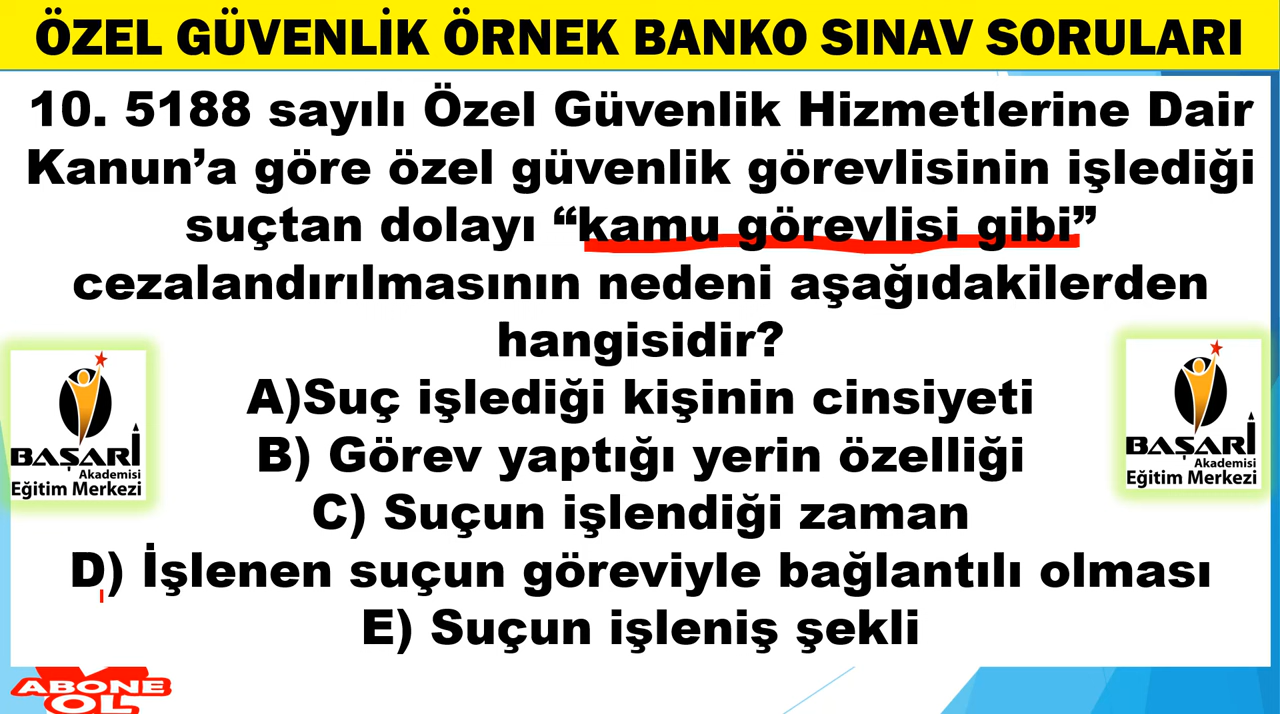 ÖZEL GÜVENLİK ÖRNEK BANKO SINAV SORULARI
10. 5188 sayılı Özel Güvenlik Hizmetlerine Dair
Kanun’a göre özel güvenlik görevlisinin işlediği
suçtan dolayı “kamu görevlisi gibi”
cezalandırılmasının nedeni aşağıdakilerden
hangisidir?
A)Suç işlediği kişinin cinsiyeti
B) Görev yaptığı yerin özelliği
C) Suçun işlendiği zaman
D) İşlenen suçun göreviyle bağlantılı olması
E) Suçun işleniş şekli
BAŞARI
Akademisi
Eğitim Merkezi
BAŞARI
Akademisi
Eğitim Merkezi
ABONE
OL